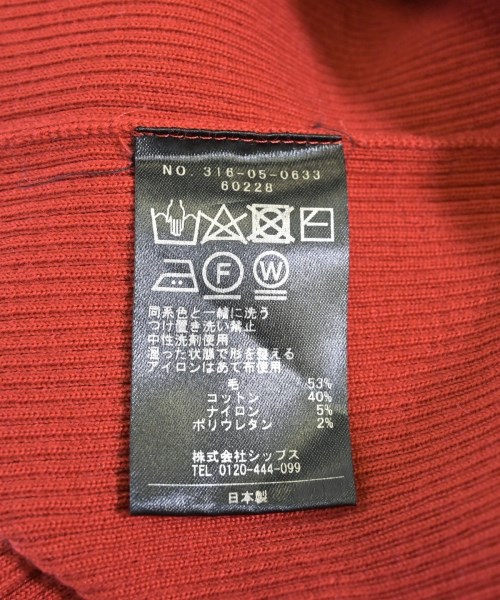 NO. 316-05-0633
60228
F W
同系色と一緒に洗う
つけ置き洗い禁止
中性洗剤使用
湿った状態で形を整える
アイロンはあて布使用
毛 53%
コットン 40%
ナイロン 5%
ポリウレタン 2%
株式会社シップス
TEL 0120-444-099
日本製